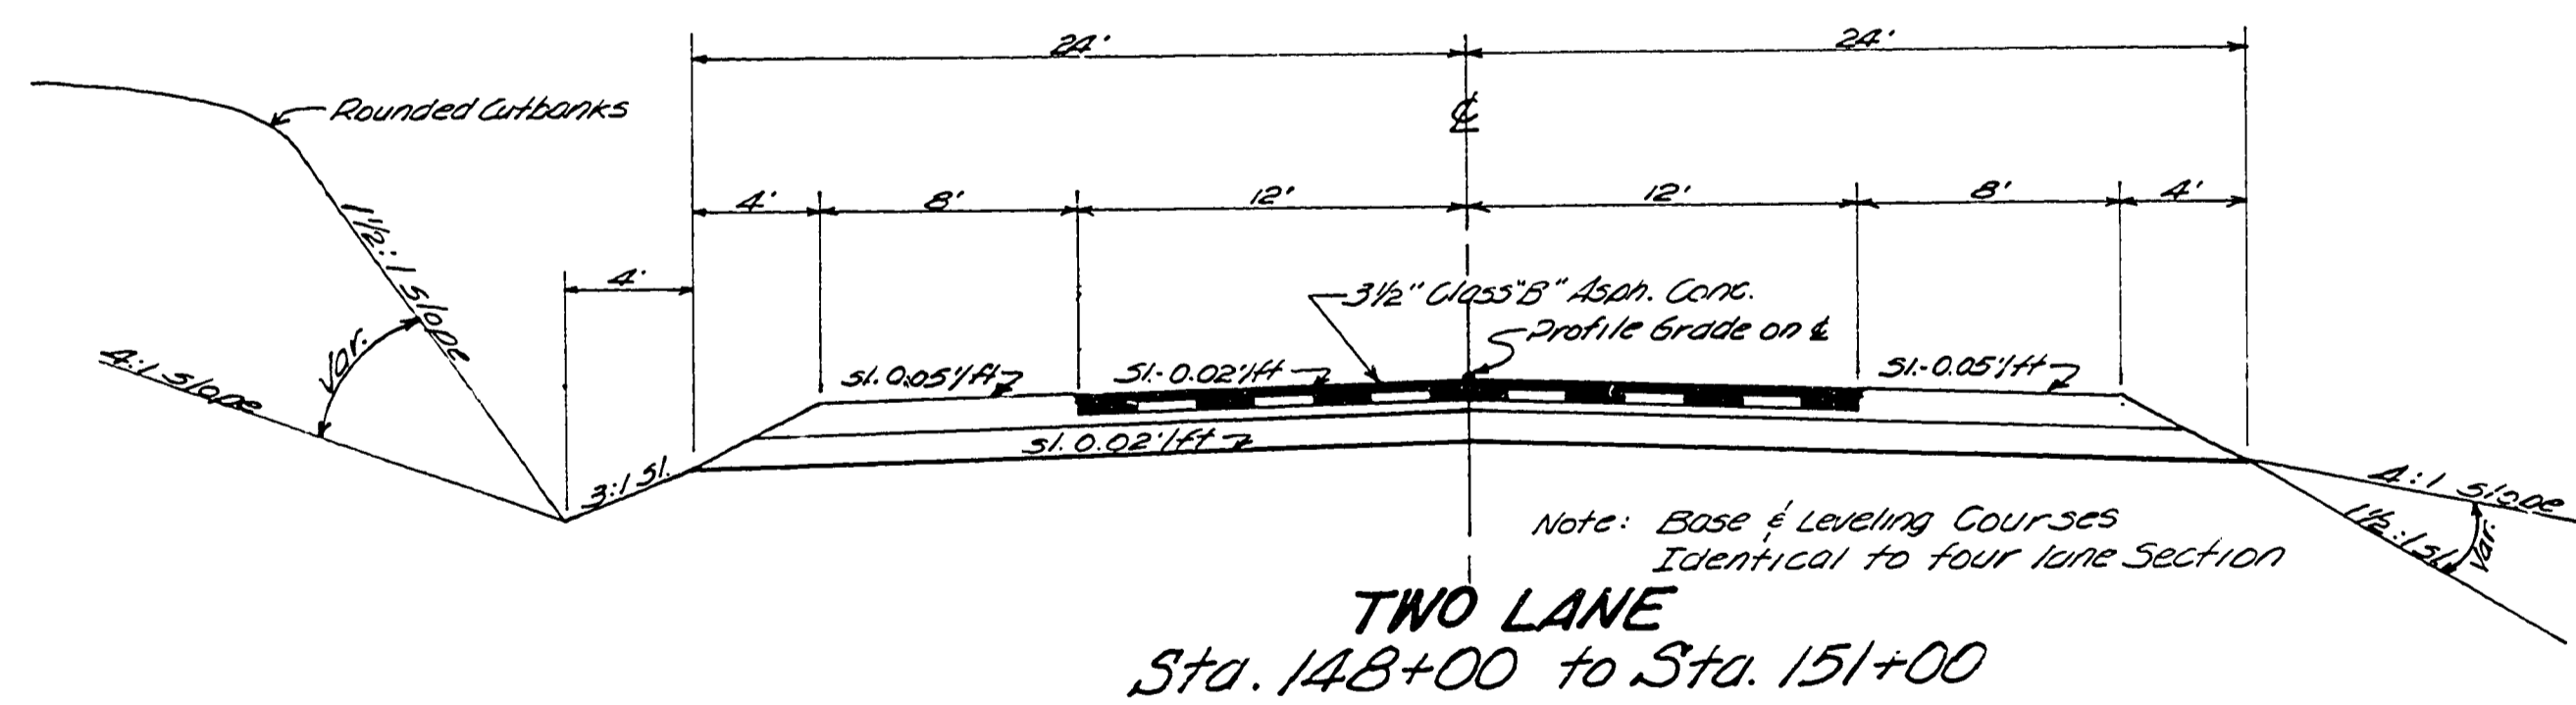 24'
24'
Rounded Cutbanks
℄
4'
8'
12'
12'
8'
4'
1½:1 Slope
4'
3½" Class "B" Asph. Conc.
Profile Grade on ℄
Var.
4:1 Slope
Sl. 0.05'/ft
Sl.-0.02'/ft
Sl.-0.05'/ft
Sl. 0.02'/ft
3:1 Sl.
4:1 Slope
1½:1 Sl.
Var.
Note: Base & Leveling Courses
Identical to four lane Section
TWO LANE
Sta. 148+00 to Sta. 151+00